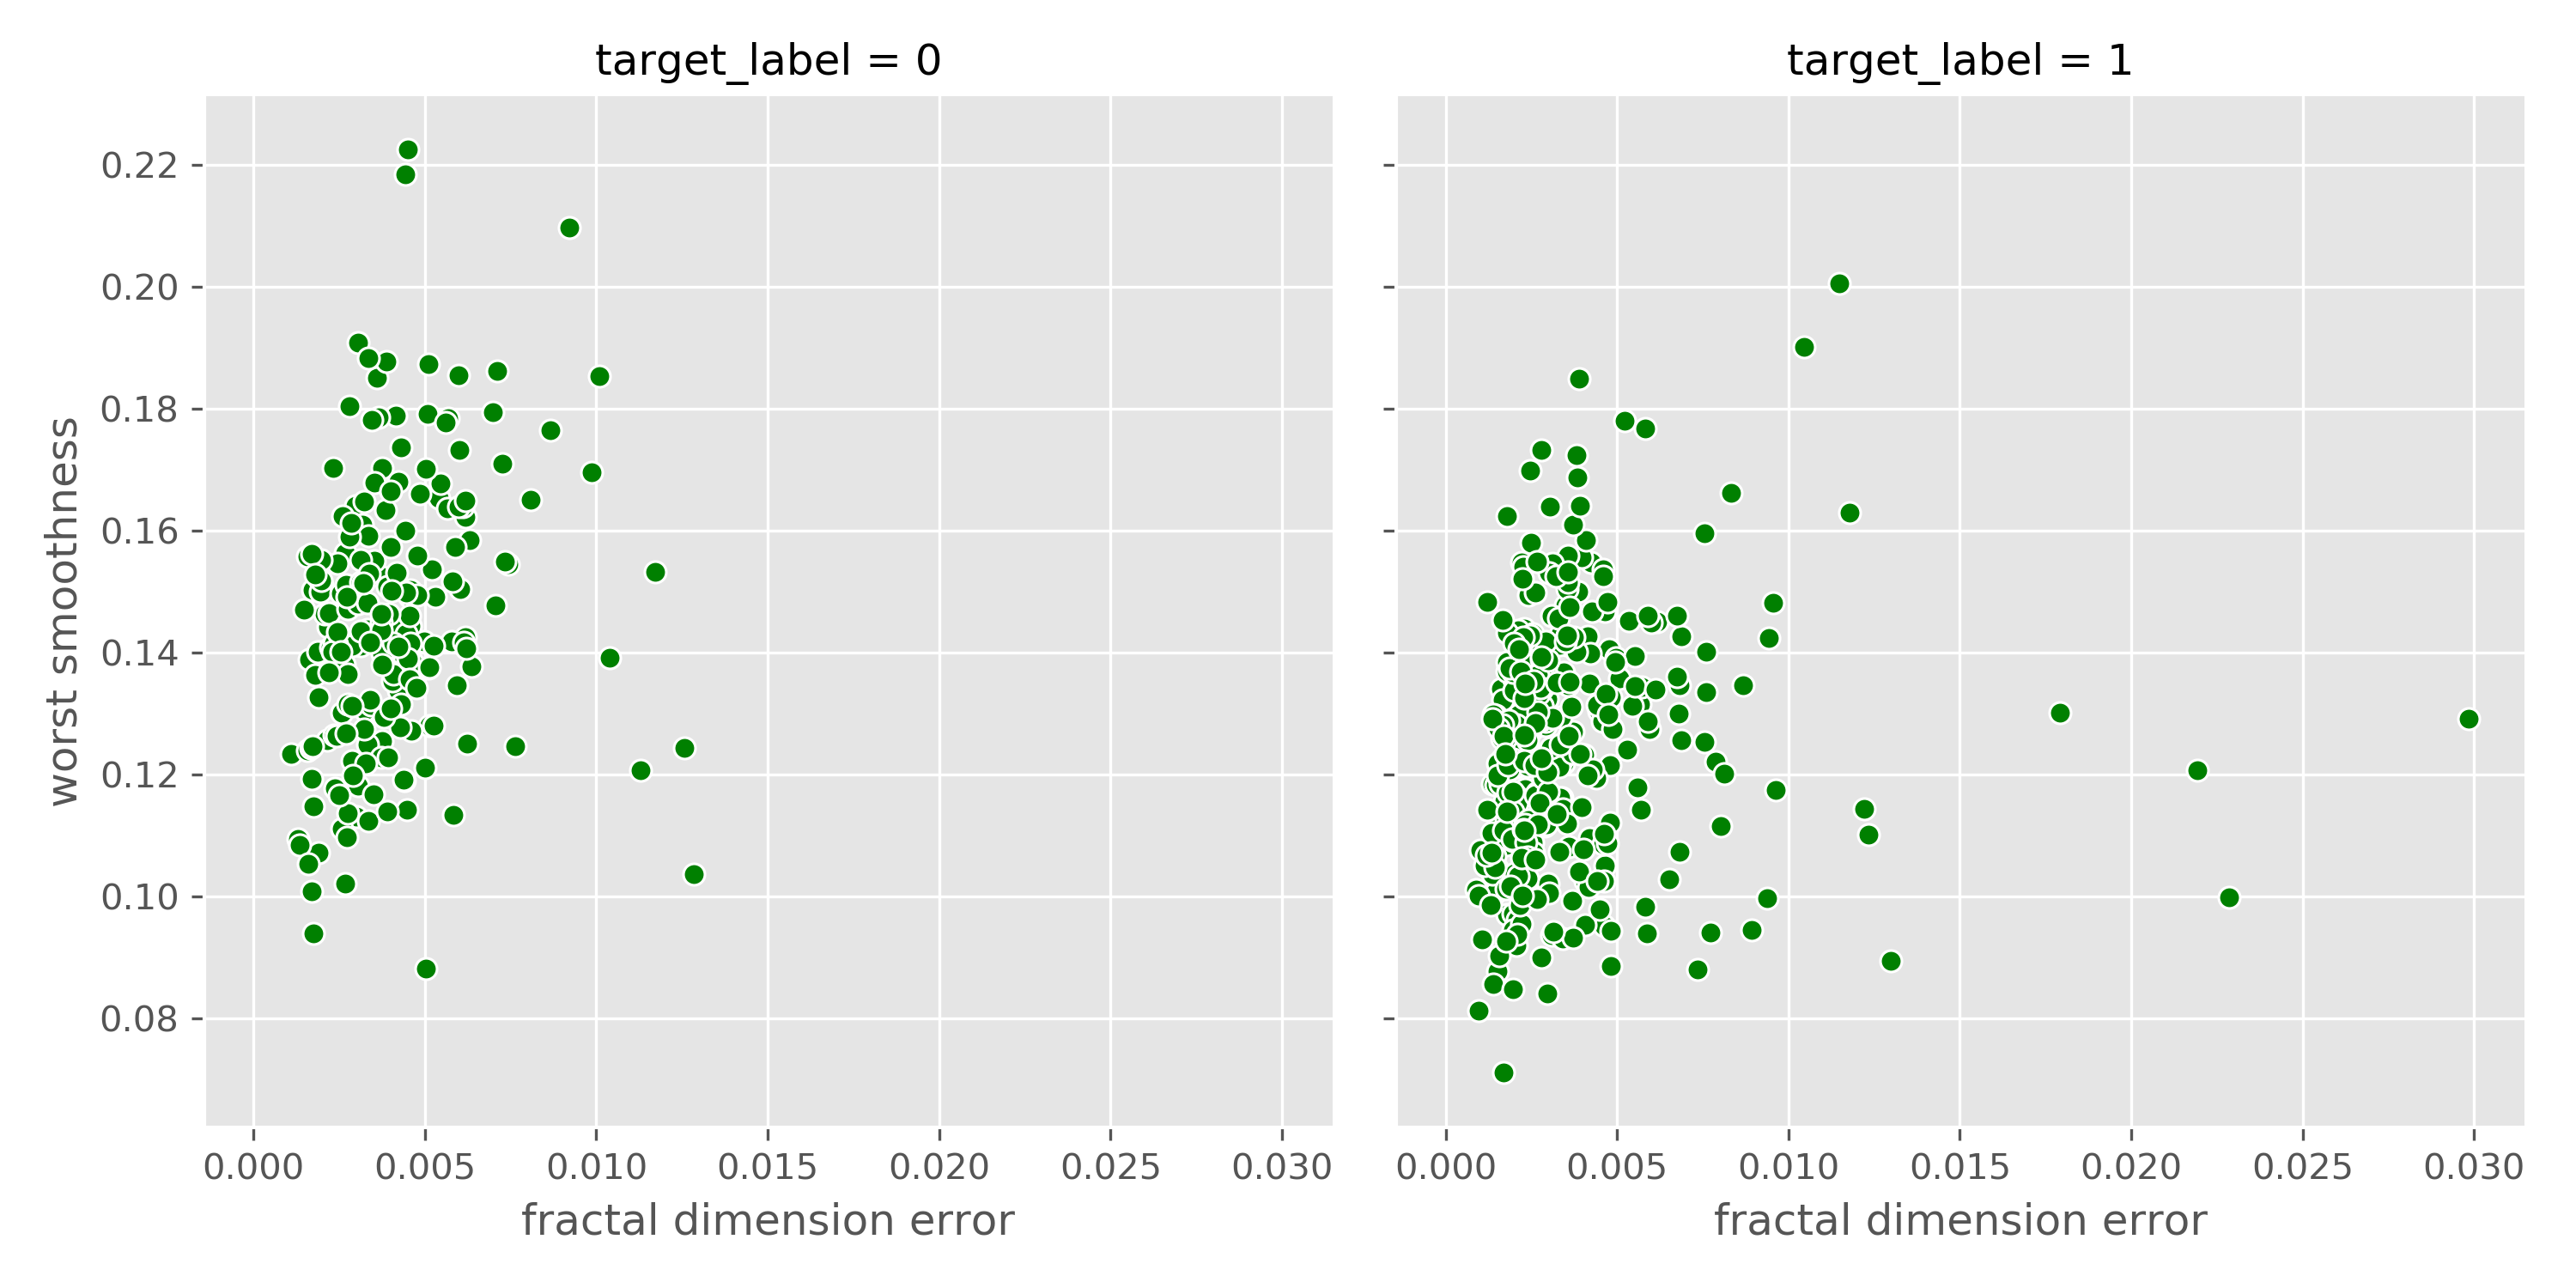 target_label = 0
target_label = 1
worst smoothness
0.22
0.20
0.18
0.16
0.14
0.12
0.10
0.08
0.000 0.005 0.010 0.015 0.020 0.025 0.030
0.000 0.005 0.010 0.015 0.020 0.025 0.030
fractal dimension error
fractal dimension error